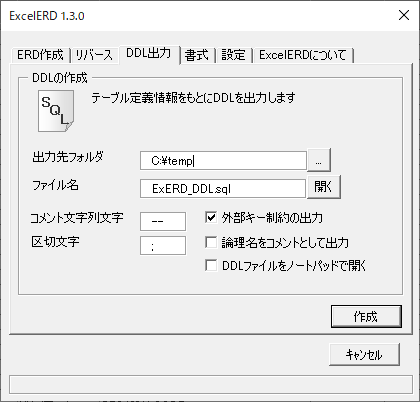 ExcelERD 1.3.0
ERD作成 リバース DDL出力 書式 設定 ExcelERDについて
DDLの作成
SQL
テーブル定義情報をもとにDDLを出力します
出力先フォルダ C:¥temp ...
ファイル名 ExERD_DDL.sql 開く
コメント文字列文字 -- 外部キー制約の出力
区切文字 ; 論理名をコメントとして出力
DDLファイルをノートパッドで開く
作成
キャンセル